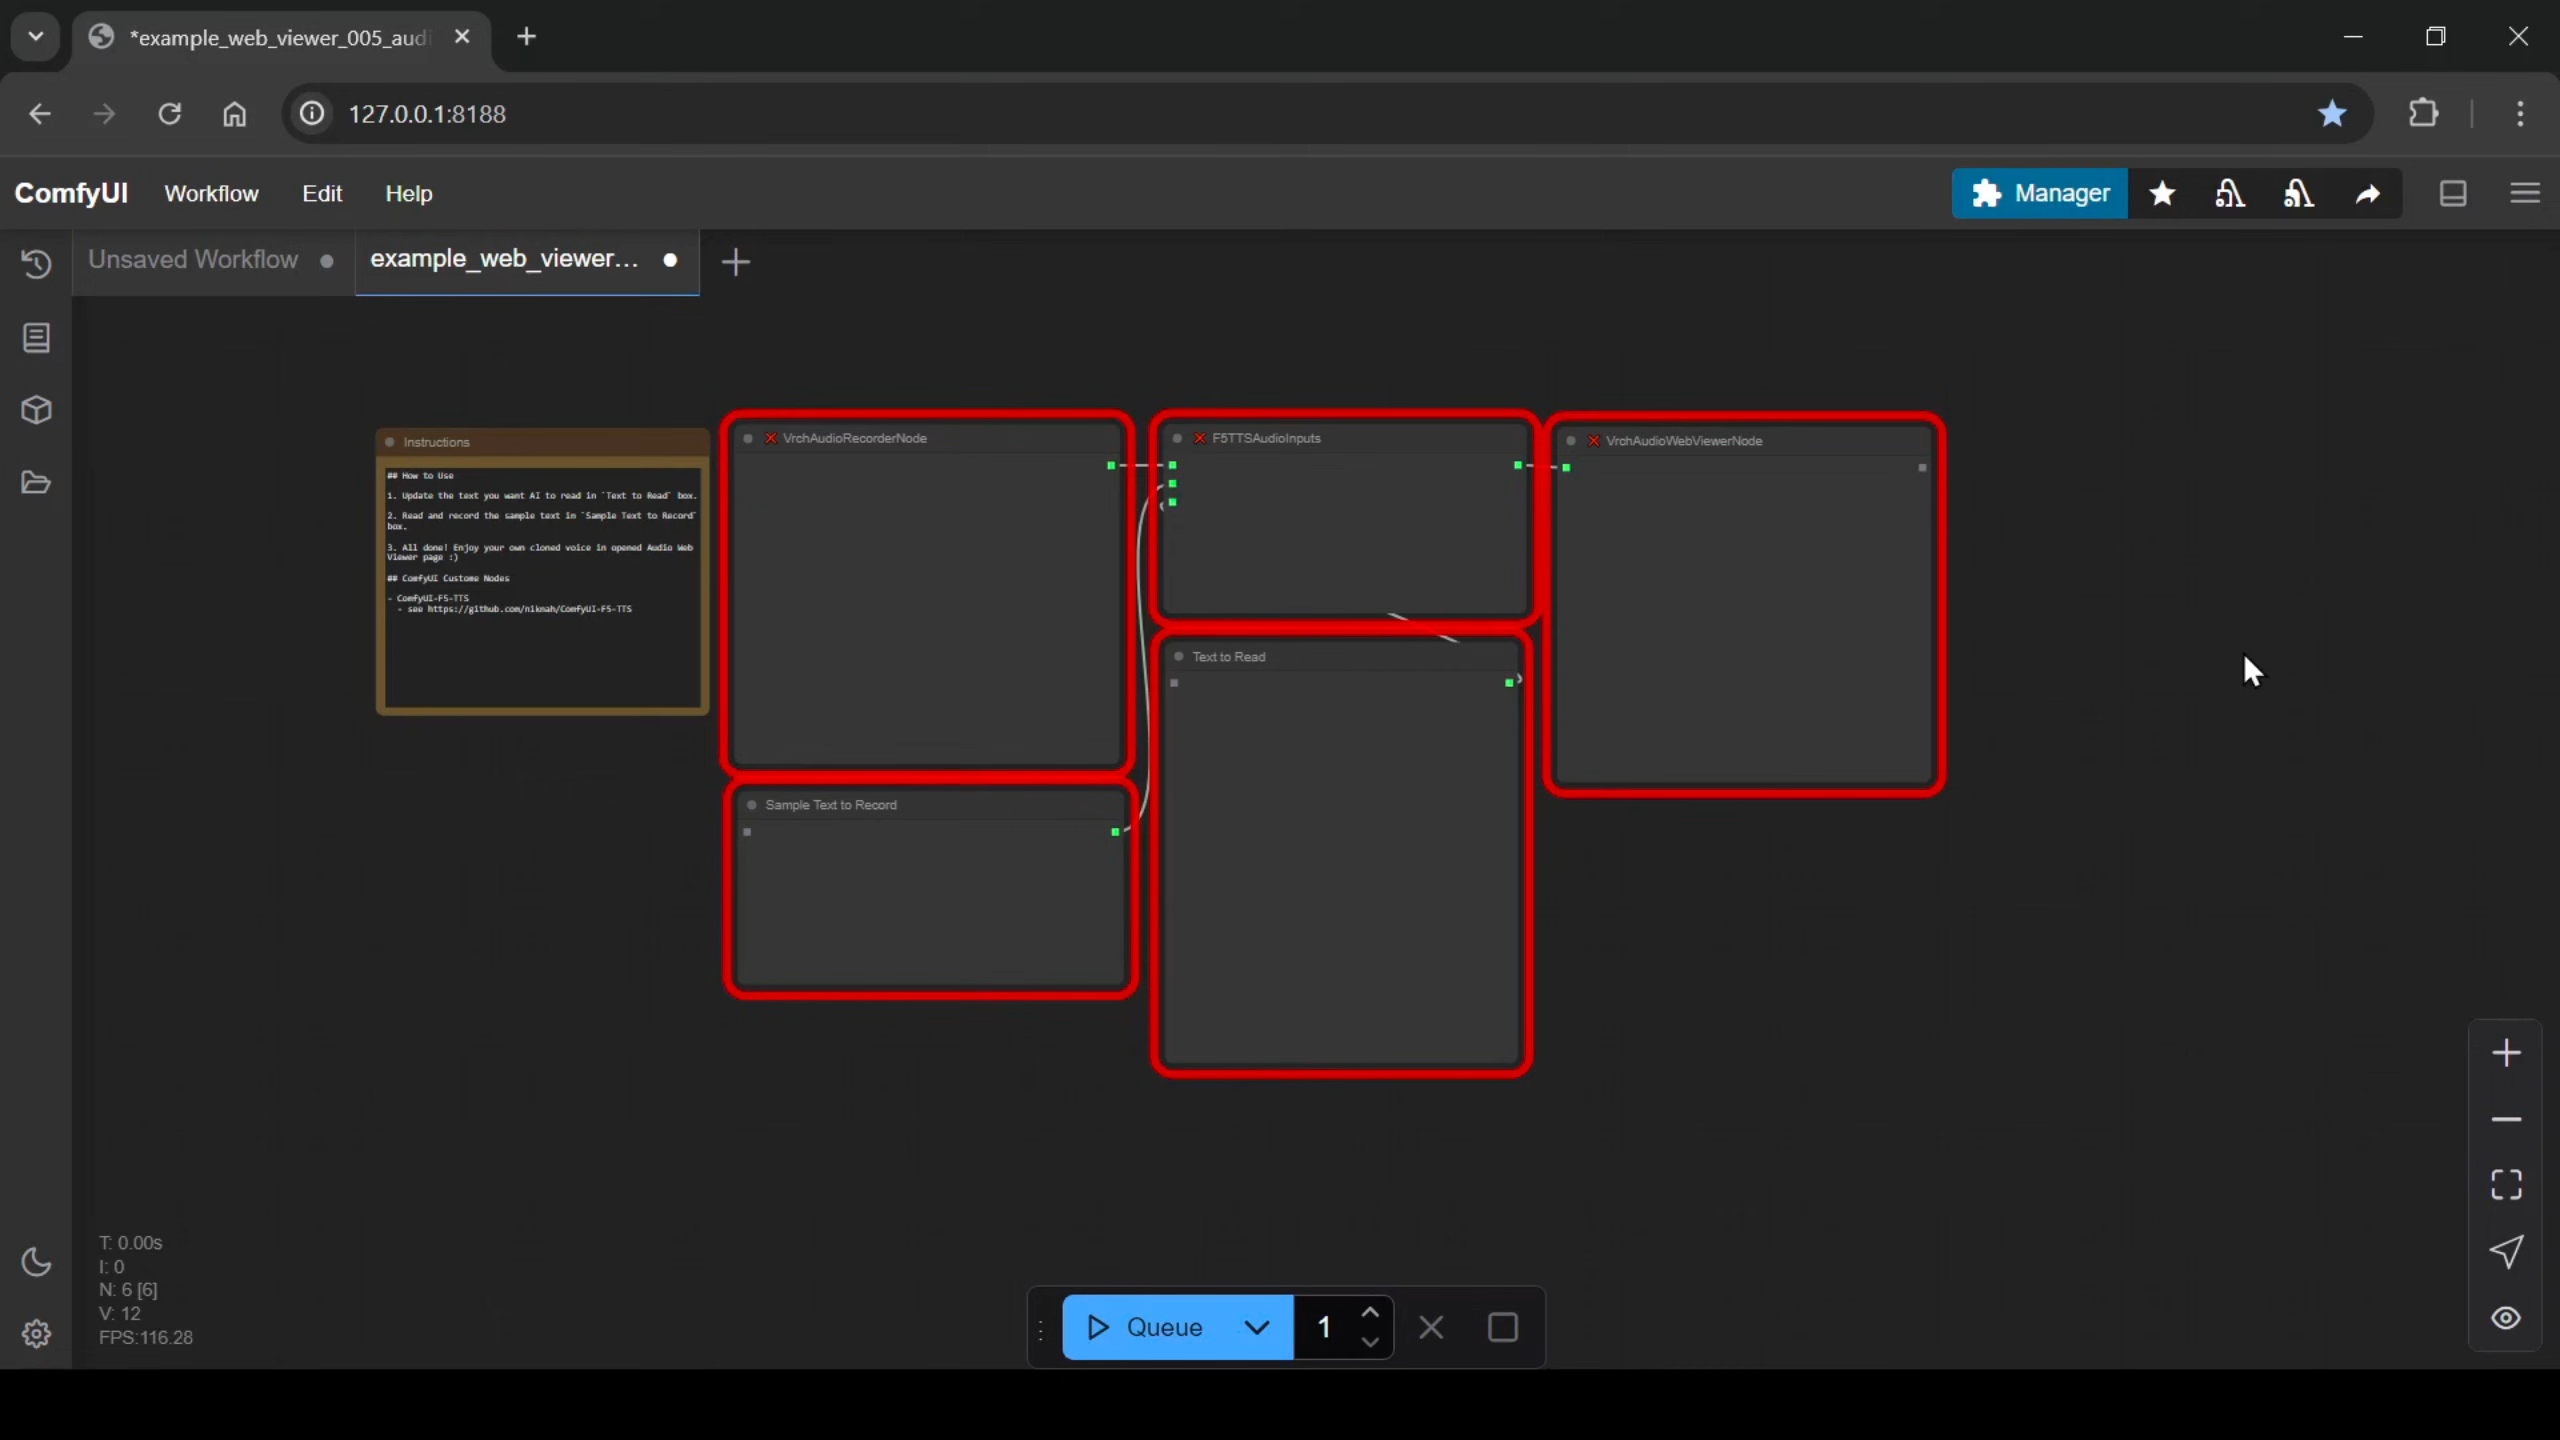 *example_web_viewer_005_audi
127.0.0.1:8188
ComfyUI
Workflow
Edit
Help
Manager
Unsaved Workflow
example_web_viewer...
Instructions
## How to Use
1. Update the text you want AI to read in `Text to Read` box.
2. Read and record the sample text in `Sample Text to Record`
box.
3. All done! Enjoy your own cloned voice in opened Audio Web
Viewer page :)
## ComfyUI Custome Nodes
- ComfyUI-F5-TTS
- see https://github.com/niknah/ComfyUI-F5-TTS
VrchAudioRecorderNode
F5TTSAudioInputs
VrchAudioWebViewerNode
Text to Read
Sample Text to Record
T: 0.00s
I: 0
N: 6 [6]
V: 12
FPS:116.28
Queue
1